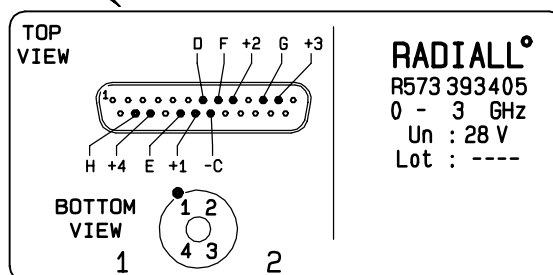 TOP
VIEW
D F +2 G +3
1
H +4 E +1 -C
BOTTOM
VIEW
1 2
4 3
1 2
RADIALL°
R573 393405
0 - 3 GHz
Un : 28 V
Lot : ----